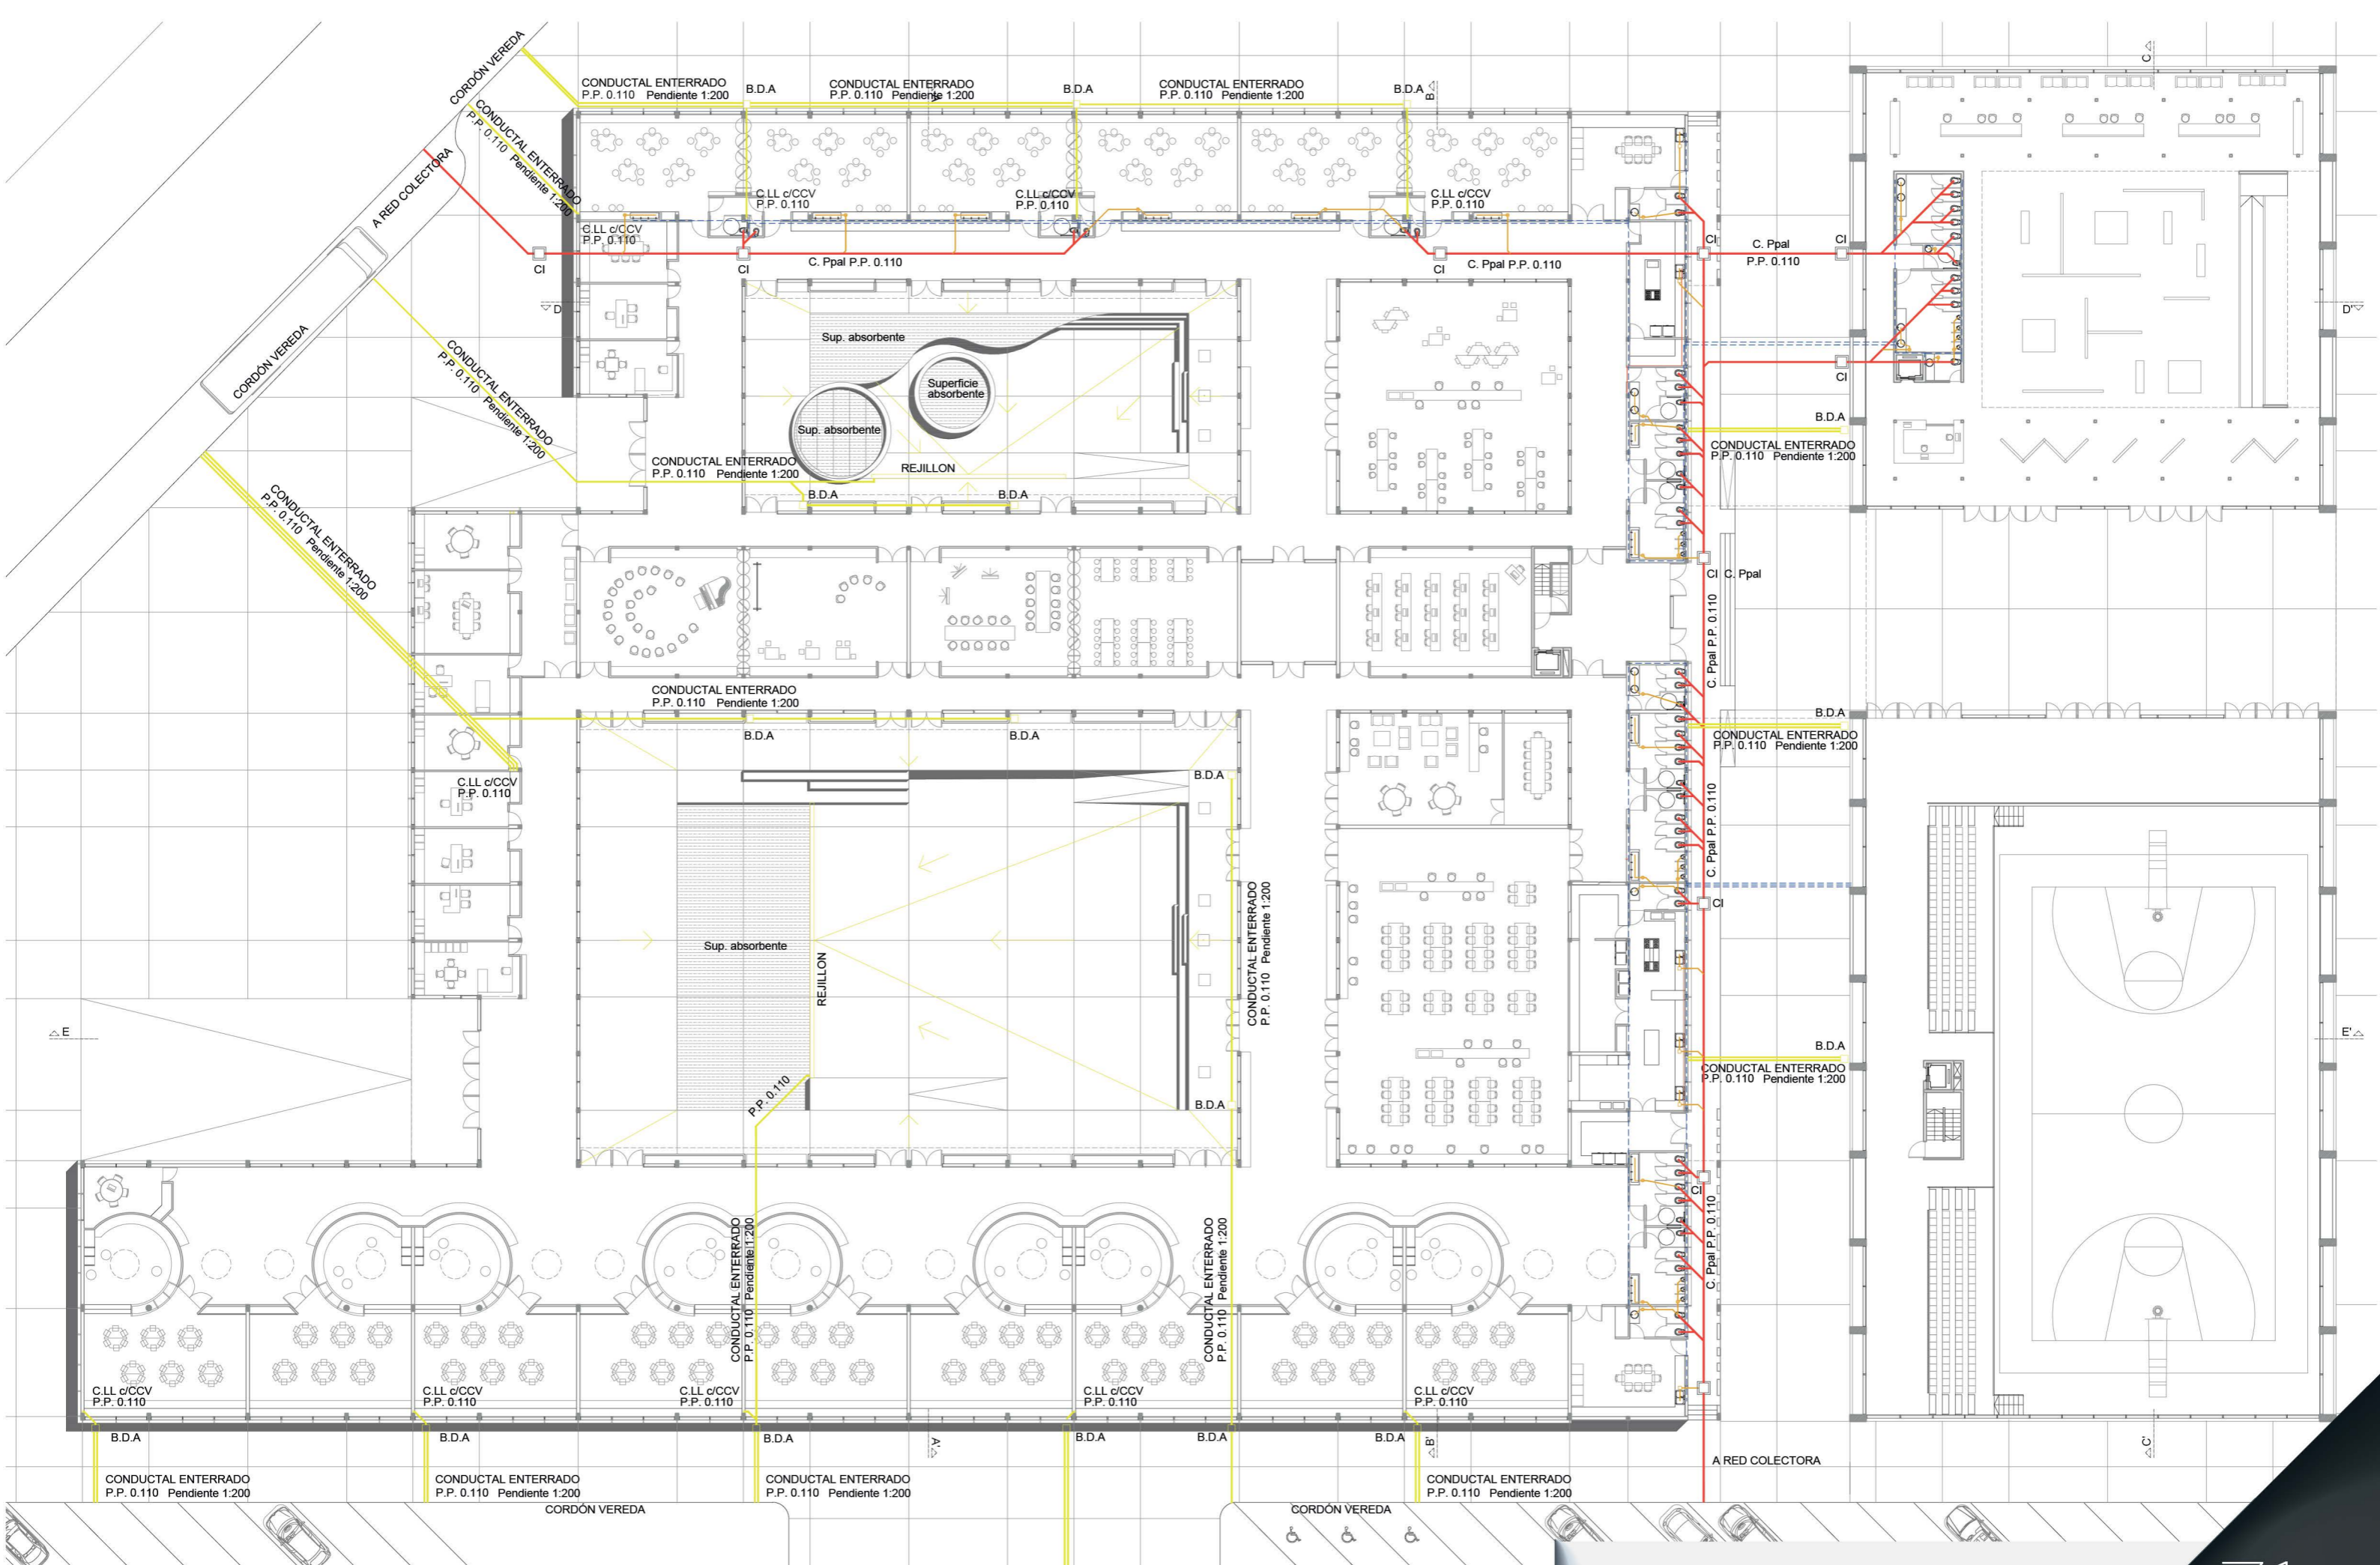 CORDÓN VEREDA
CONDUCTAL ENTERRADO
P.P. 0.110 Pendiente 1:200
B.D.A
CONDUCTAL ENTERRADO
P.P. 0.110 Pendiente 1:200
B.D.A
CONDUCTAL ENTERRADO
P.P. 0.110 Pendiente 1:200
B.D.A
B
C
CONDUCTAL ENTERRADO
P.P. 0.110 Pendiente 1:200
A RED COLECTORA
C.LL c/CCV
P.P. 0.110
C.LL c/CCV
P.P. 0.110
C.LL c/CCV
P.P. 0.110
C.LL c/CCV
P.P. 0.110
CI
CI
C. Ppal P.P. 0.110
CI
C. Ppal P.P. 0.110
CI
C. Ppal
P.P. 0.110
CI
D
D'
CORDÓN VEREDA
CONDUCTAL ENTERRADO
P.P. 0.110 Pendiente 1:200
Sup. absorbente
Superficie
absorbente
Sup. absorbente
CI
B.D.A
CONDUCTAL ENTERRADO
P.P. 0.110 Pendiente 1:200
CONDUCTAL ENTERRADO
P.P. 0.110 Pendiente 1:200
REJILLON
B.D.A
B.D.A
CONDUCTAL ENTERRADO
P.P. 0.110 Pendiente 1:200
CI C. Ppal
C. Ppal P.P. 0.110
CONDUCTAL ENTERRADO
P.P. 0.110 Pendiente 1:200
B.D.A
B.D.A
B.D.A
CONDUCTAL ENTERRADO
P.P. 0.110 Pendiente 1:200
C.LL c/CCV
P.P. 0.110
B.D.A
C. Ppal P.P. 0.110
CONDUCTAL ENTERRADO
P.P. 0.110 Pendiente 1:200
CI
Sup. absorbente
REJILLON
E
E'
B.D.A
CONDUCTAL ENTERRADO
P.P. 0.110 Pendiente 1:200
P.P. 0.110
B.D.A
CI
C. Ppal P.P. 0.110
CONDUCTAL ENTERRADO
P.P. 0.110 Pendiente 1:200
CONDUCTAL ENTERRADO
P.P. 0.110 Pendiente 1:200
C.LL c/CCV
P.P. 0.110
C.LL c/CCV
P.P. 0.110
C.LL c/CCV
P.P. 0.110
C.LL c/CCV
P.P. 0.110
C.LL c/CCV
P.P. 0.110
B.D.A
B.D.A
B.D.A
A'
B.D.A
B.D.A
B.D.A
B'
C'
A RED COLECTORA
CONDUCTAL ENTERRADO
P.P. 0.110 Pendiente 1:200
CONDUCTAL ENTERRADO
P.P. 0.110 Pendiente 1:200
CONDUCTAL ENTERRADO
P.P. 0.110 Pendiente 1:200
CONDUCTAL ENTERRADO
P.P. 0.110 Pendiente 1:200
CORDÓN VEREDA
CORDÓN VEREDA